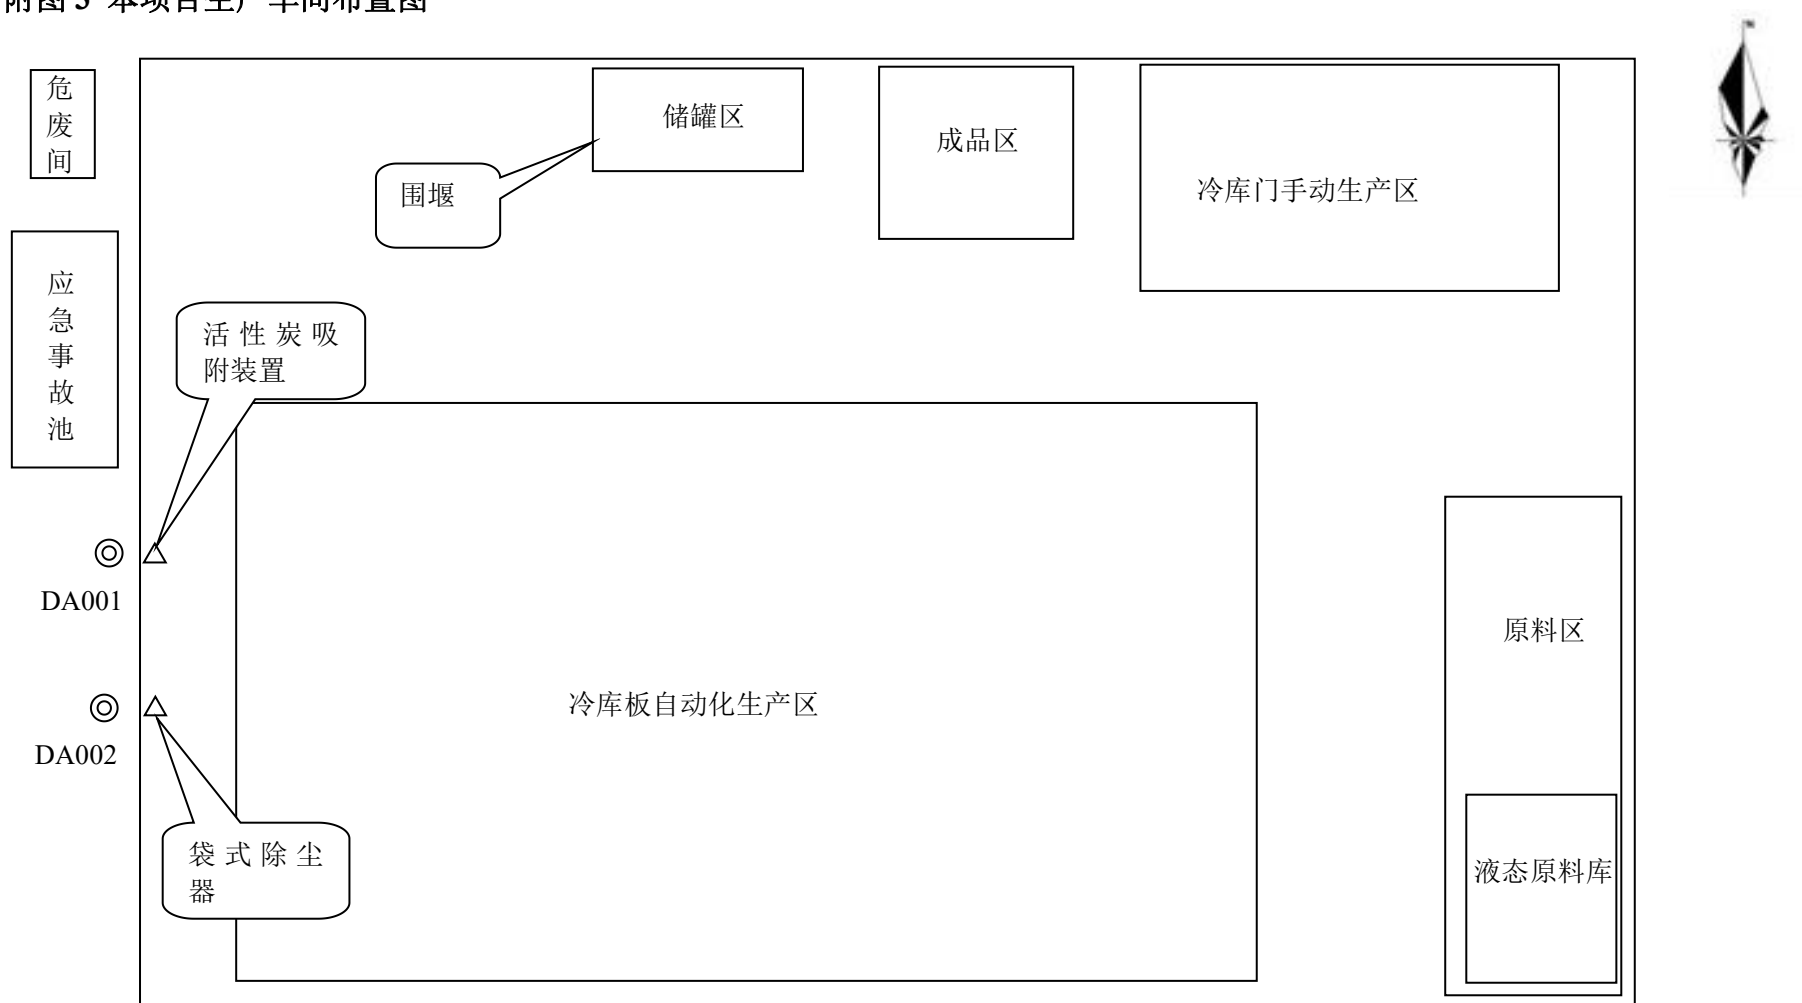 附图 3 本项目生产车间布置图
危
废
间
储罐区
成品区
冷库门手动生产区
围堰
应
急
事
故
池
活性炭吸
附装置
DA001
原料区
冷库板自动化生产区
DA002
袋式除尘
器
液态原料库